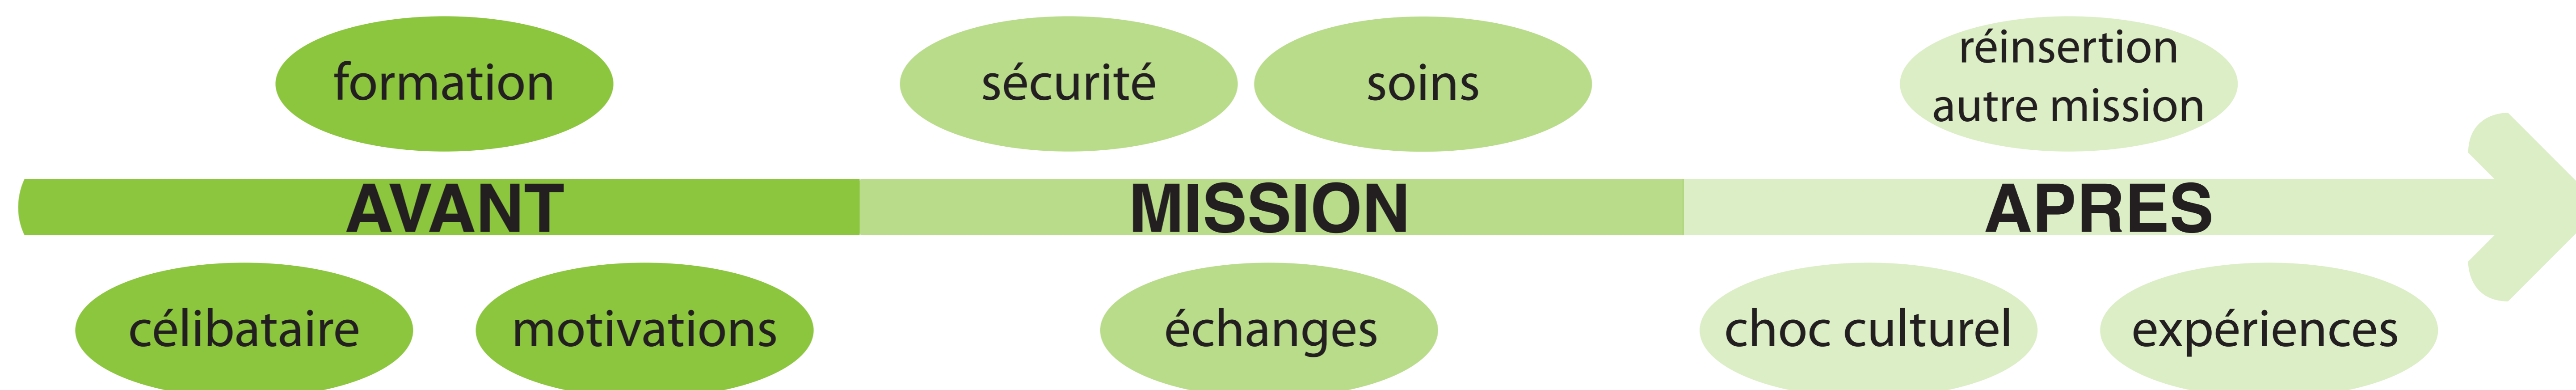 formation
sécurité
soins
réinsertion
autre mission
AVANT
MISSION
APRES
célibataire
motivations
échanges
choc culturel
expériences